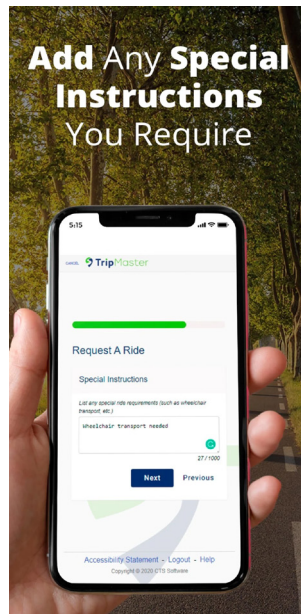 Add Any Special
Instructions
You Require
5:15
CANCEL TripMaster
Request A Ride
Special Instructions
List any special ride requirements (such as wheelchair
transport, etc.)
Wheelchair transport needed
27 / 1000
Next Previous
Accessibility Statement - Logout - Help
Copyright © 2020 CTS Software